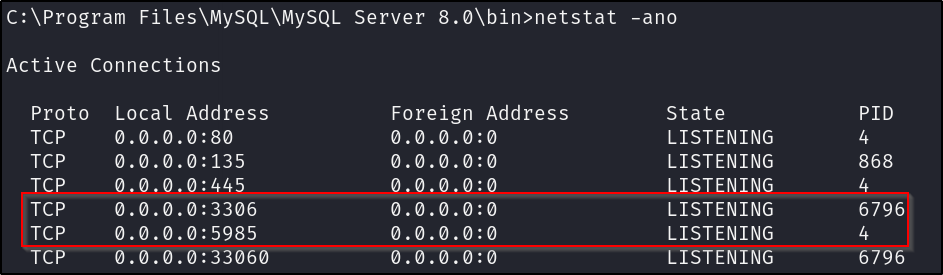 C:\Program Files\MySQL\MySQL Server 8.0\bin>netstat -ano
Active Connections
Proto  Local Address          Foreign Address        State           PID
TCP    0.0.0.0:80             0.0.0.0:0              LISTENING       4
TCP    0.0.0.0:135            0.0.0.0:0              LISTENING       868
TCP    0.0.0.0:445            0.0.0.0:0              LISTENING       4
TCP    0.0.0.0:3306           0.0.0.0:0              LISTENING       6796
TCP    0.0.0.0:5985           0.0.0.0:0              LISTENING       4
TCP    0.0.0.0:33060          0.0.0.0:0              LISTENING       6796